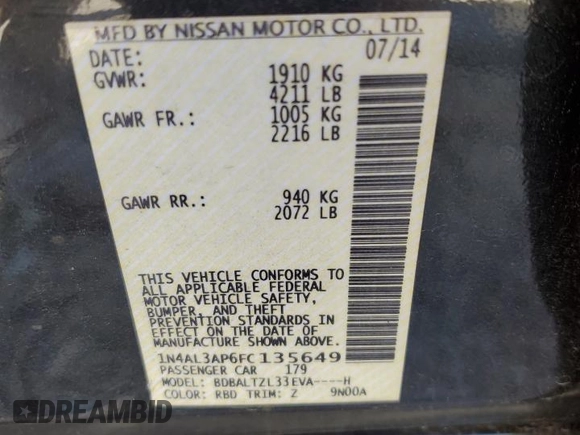 MFD BY NISSAN MOTOR CO., LTD.
DATE: 07/14
GVWR: 1910 KG
4211 LB
GAWR FR.: 1005 KG
2216 LB
GAWR RR.: 940 KG
2072 LB
THIS VEHICLE CONFORMS TO
ALL APPLICABLE FEDERAL
MOTOR VEHICLE SAFETY,
BUMPER, AND THEFT
PREVENTION STANDARDS IN
EFFECT ON THE DATE OF
MANUFACTURE SHOWN ABOVE.
1N4AL3AP6FC135649
PASSENGER CAR 179
MODEL: BDBALTZL33EVA----H
COLOR: RBD TRIM: Z 9N00A
FAXVIN